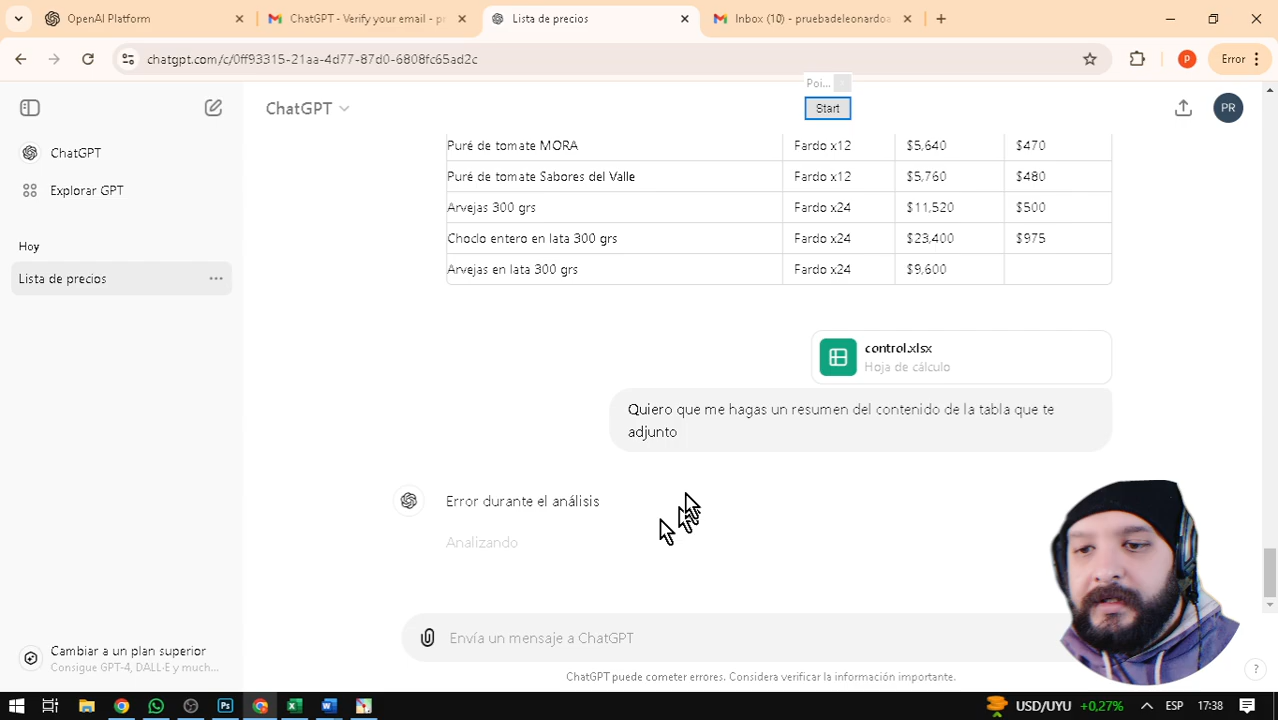 OpenAI Platform
ChatGPT - Verify your email - pr
Lista de precios
Inbox (10) - pruebadeleonardoa
chatgpt.com/c/0ff93315-21aa-4d77-87d0-6808fc65ad2c
p
Error
Poi...
Start
ChatGPT
PR
ChatGPT
Explorar GPT
Hoy
Lista de precios
Puré de tomate MORA Fardo x12 $5,640 $470
Puré de tomate Sabores del Valle Fardo x12 $5,760 $480
Arvejas 300 grs Fardo x24 $11,520 $500
Choclo entero en lata 300 grs Fardo x24 $23,400 $975
Arvejas en lata 300 grs Fardo x24 $9,600
control.xlsx
Hoja de cálculo
Quiero que me hagas un resumen del contenido de la tabla que te
adjunto
Error durante el análisis
Analizando
Envía un mensaje a ChatGPT
Cambiar a un plan superior
Consigue GPT-4, DALL·E y much...
ChatGPT puede cometer errores. Considera verificar la información importante.
?
USD/UYU +0,27% ESP 17:38